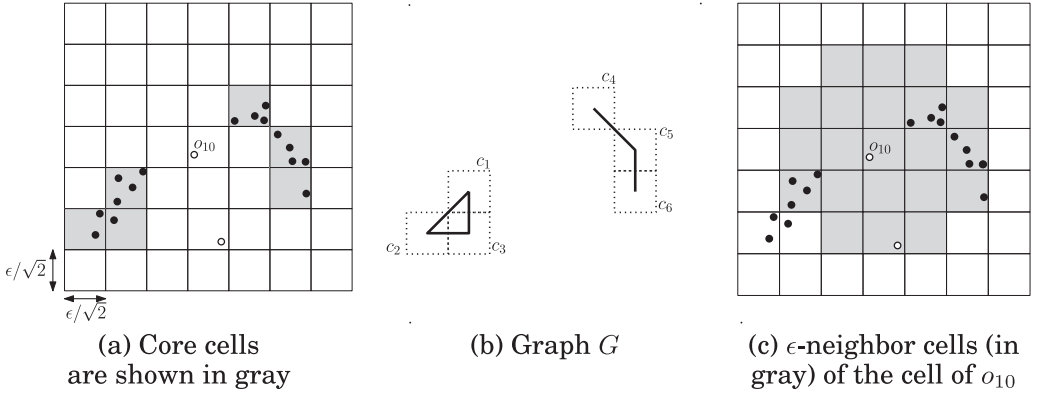 o10
ϵ/√2
ϵ/√2
(a) Core cells
are shown in gray
c4
c5
c1
c6
c2
c3
(b) Graph G
o10
(c) ϵ-neighbor cells (in
gray) of the cell of o10